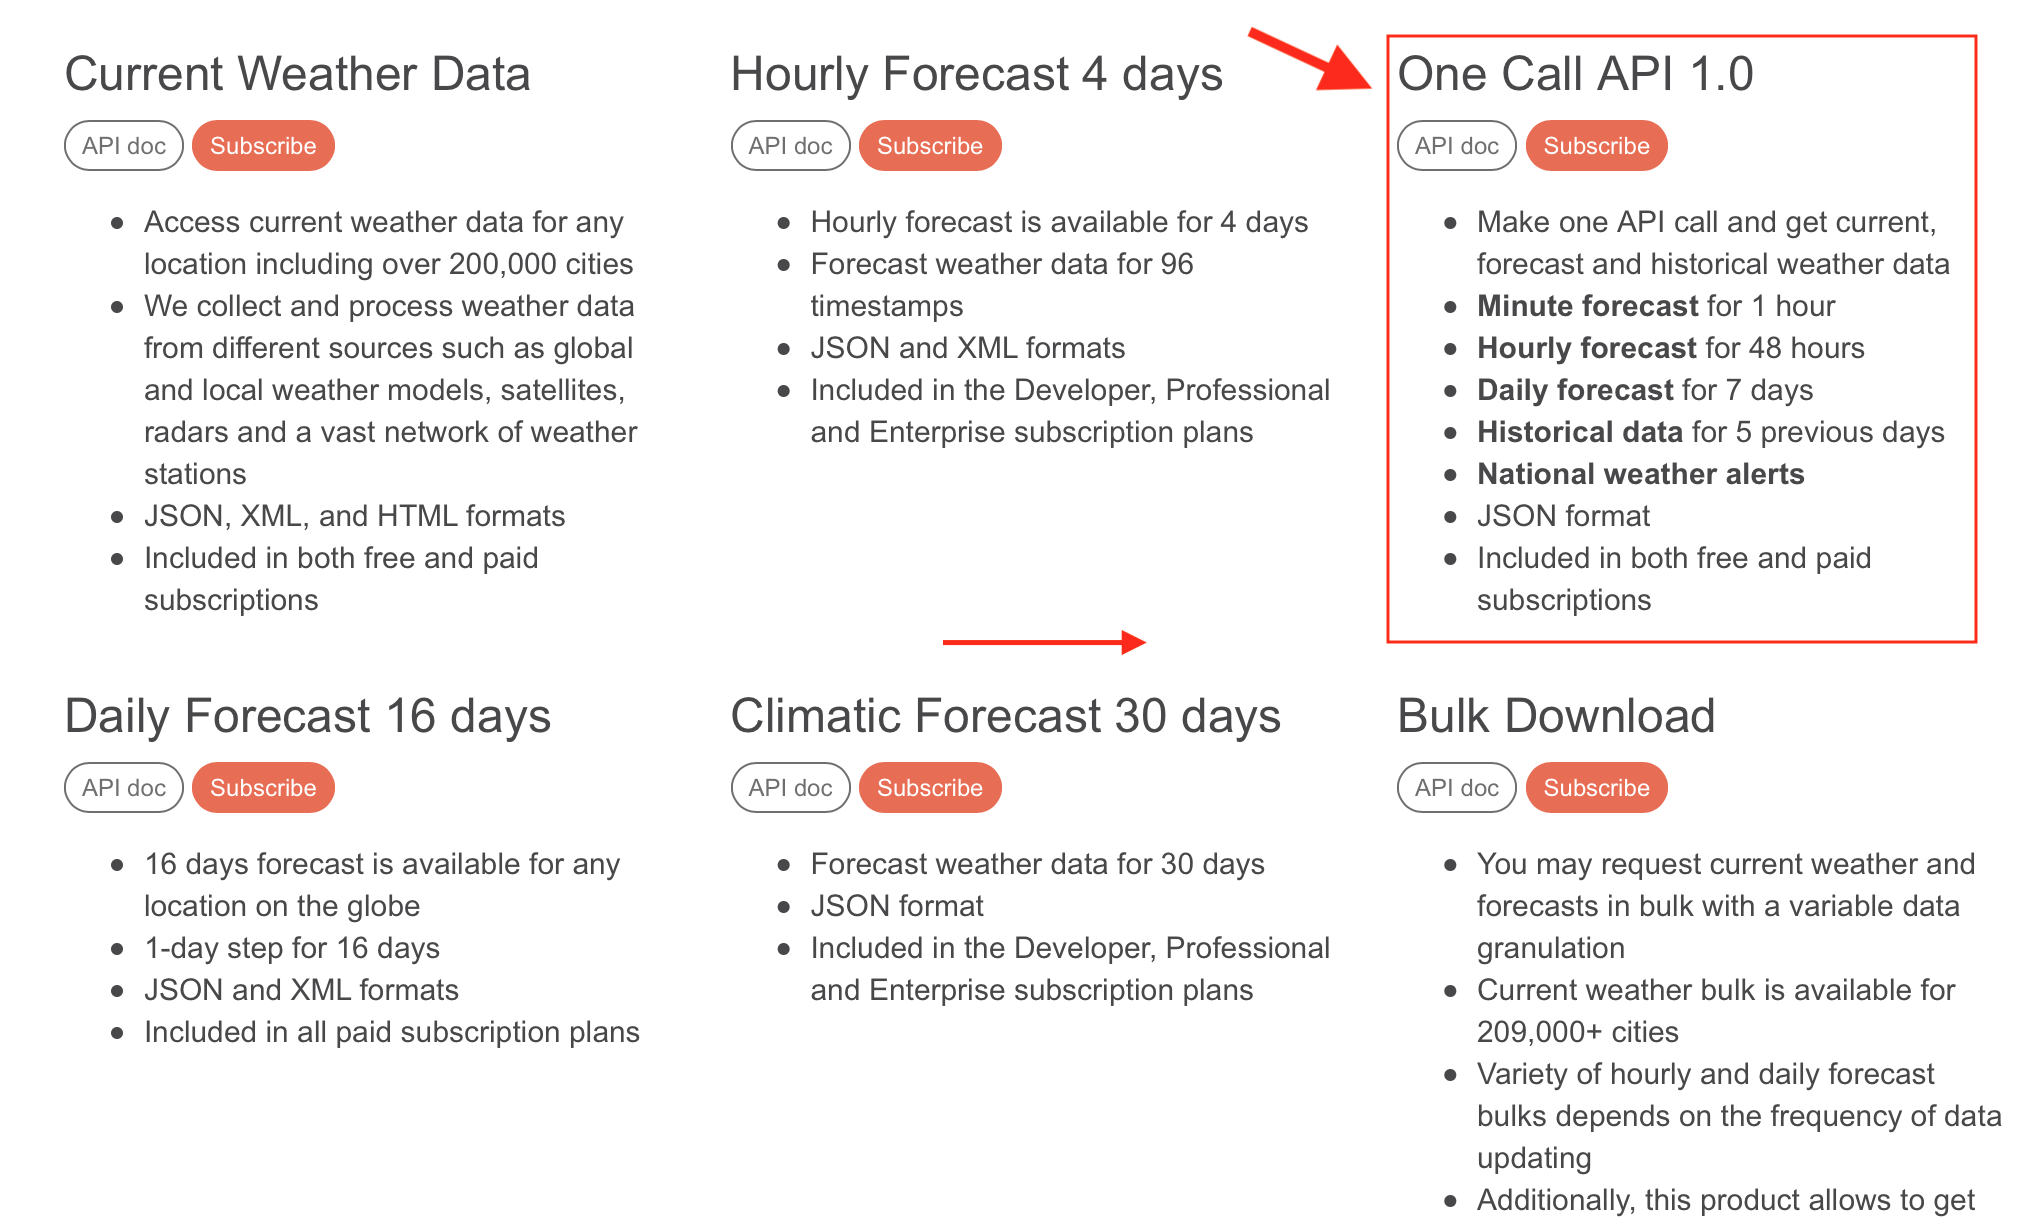 Current Weather Data
API doc Subscribe
Access current weather data for any
location including over 200,000 cities
We collect and process weather data
from different sources such as global
and local weather models, satellites,
radars and a vast network of weather
stations
JSON, XML, and HTML formats
Included in both free and paid
subscriptions
Hourly Forecast 4 days
API doc Subscribe
Hourly forecast is available for 4 days
Forecast weather data for 96
timestamps
JSON and XML formats
Included in the Developer, Professional
and Enterprise subscription plans
One Call API 1.0
API doc Subscribe
Make one API call and get current,
forecast and historical weather data
Minute forecast for 1 hour
Hourly forecast for 48 hours
Daily forecast for 7 days
Historical data for 5 previous days
National weather alerts
JSON format
Included in both free and paid
subscriptions
Daily Forecast 16 days
API doc Subscribe
16 days forecast is available for any
location on the globe
1-day step for 16 days
JSON and XML formats
Included in all paid subscription plans
Climatic Forecast 30 days
API doc Subscribe
Forecast weather data for 30 days
JSON format
Included in the Developer, Professional
and Enterprise subscription plans
Bulk Download
API doc Subscribe
You may request current weather and
forecasts in bulk with a variable data
granulation
Current weather bulk is available for
209,000+ cities
Variety of hourly and daily forecast
bulks depends on the frequency of data
updating
Additionally, this product allows to get